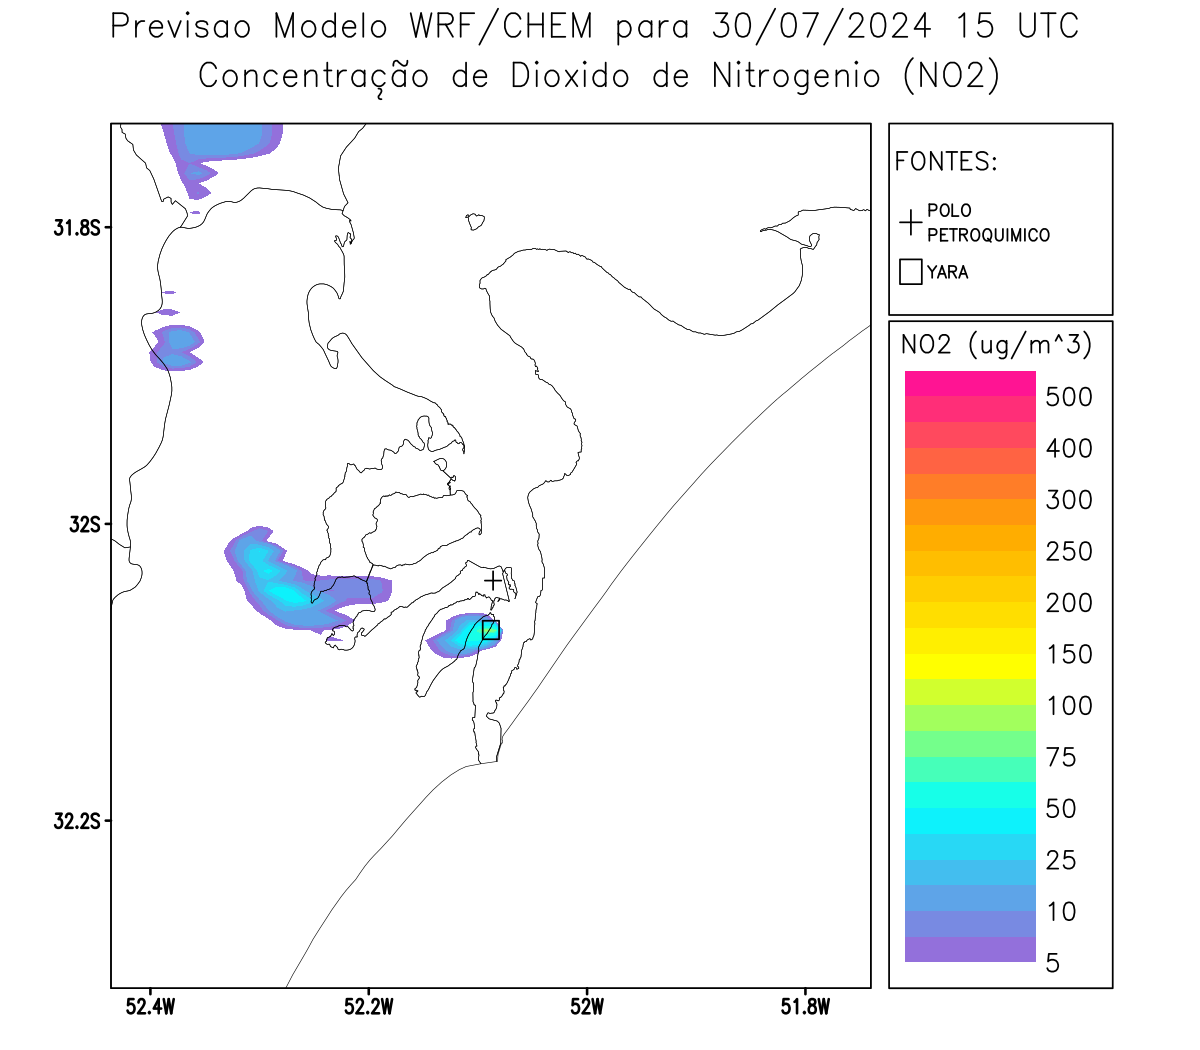 Previsao Modelo WRF/CHEM para 30/07/2024 15 UTC
Concentração de Dioxido de Nitrogenio (NO2)
FONTES:
POLO
PETROQUIMICO
YARA
NO2 (ug/m^3)
500
400
300
250
200
150
100
75
50
25
10
5
31.8S
32S
32.2S
52.4W
52.2W
52W
51.8W